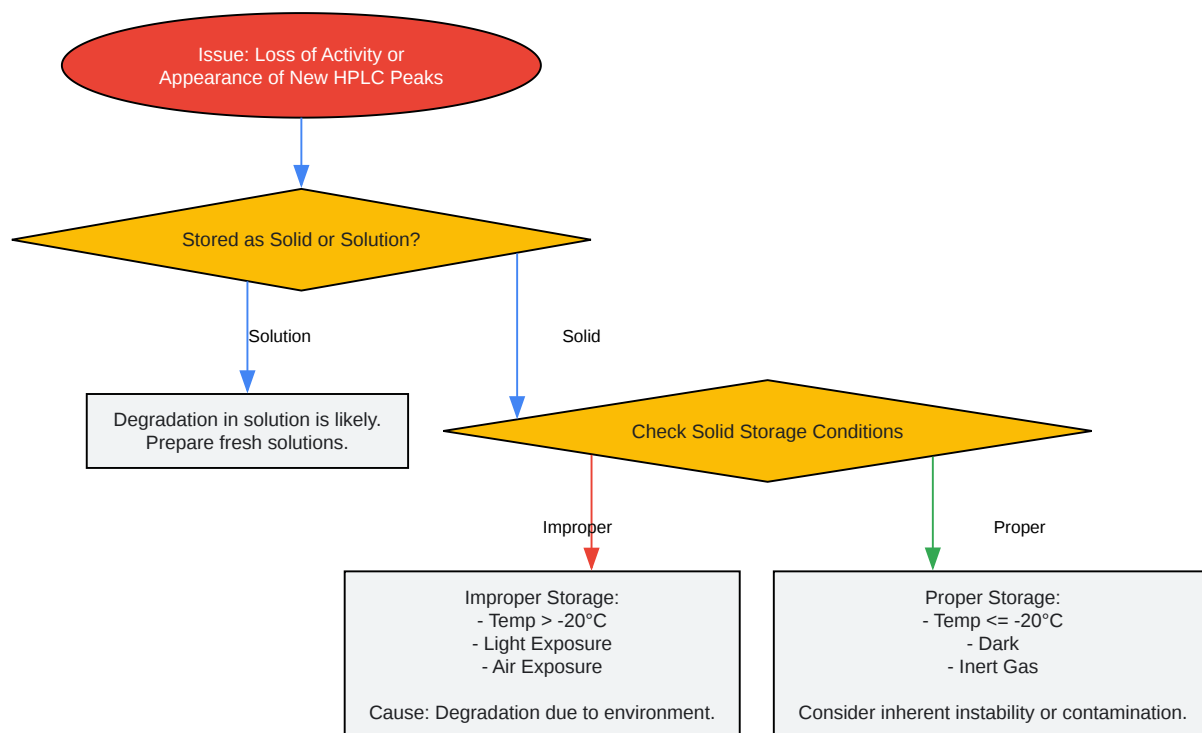 Issue: Loss of Activity or
Appearance of New HPLC Peaks
Stored as Solid or Solution?
Solution
Solid
Degradation in solution is likely.
Prepare fresh solutions.
Check Solid Storage Conditions
Improper
Proper
Improper Storage:
- Temp > -20°C
- Light Exposure
- Air Exposure
Cause: Degradation due to environment.
Proper Storage:
- Temp <= -20°C
- Dark
- Inert Gas
Consider inherent instability or contamination.